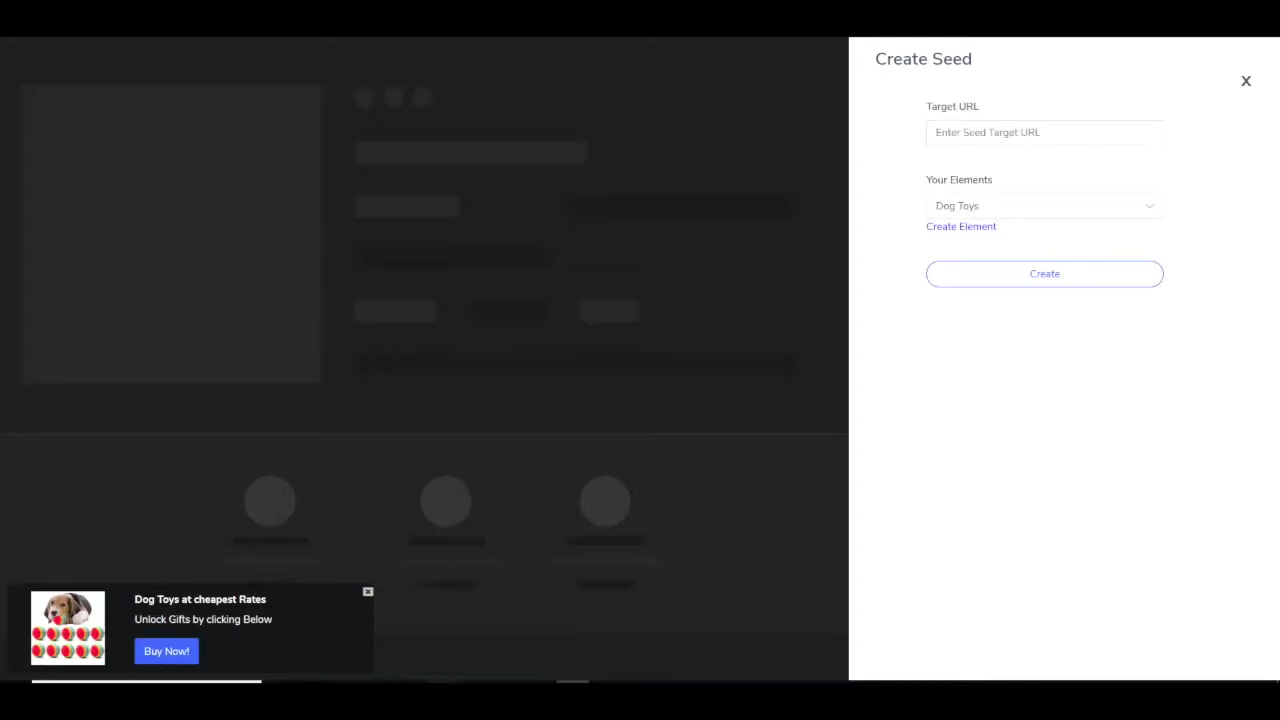 Create Seed
X
Target URL
Enter Seed Target URL
Your Elements
Dog Toys
Create Element
Create
Dog Toys at cheapest Rates
Unlock Gifts by clicking Below
Buy Now!